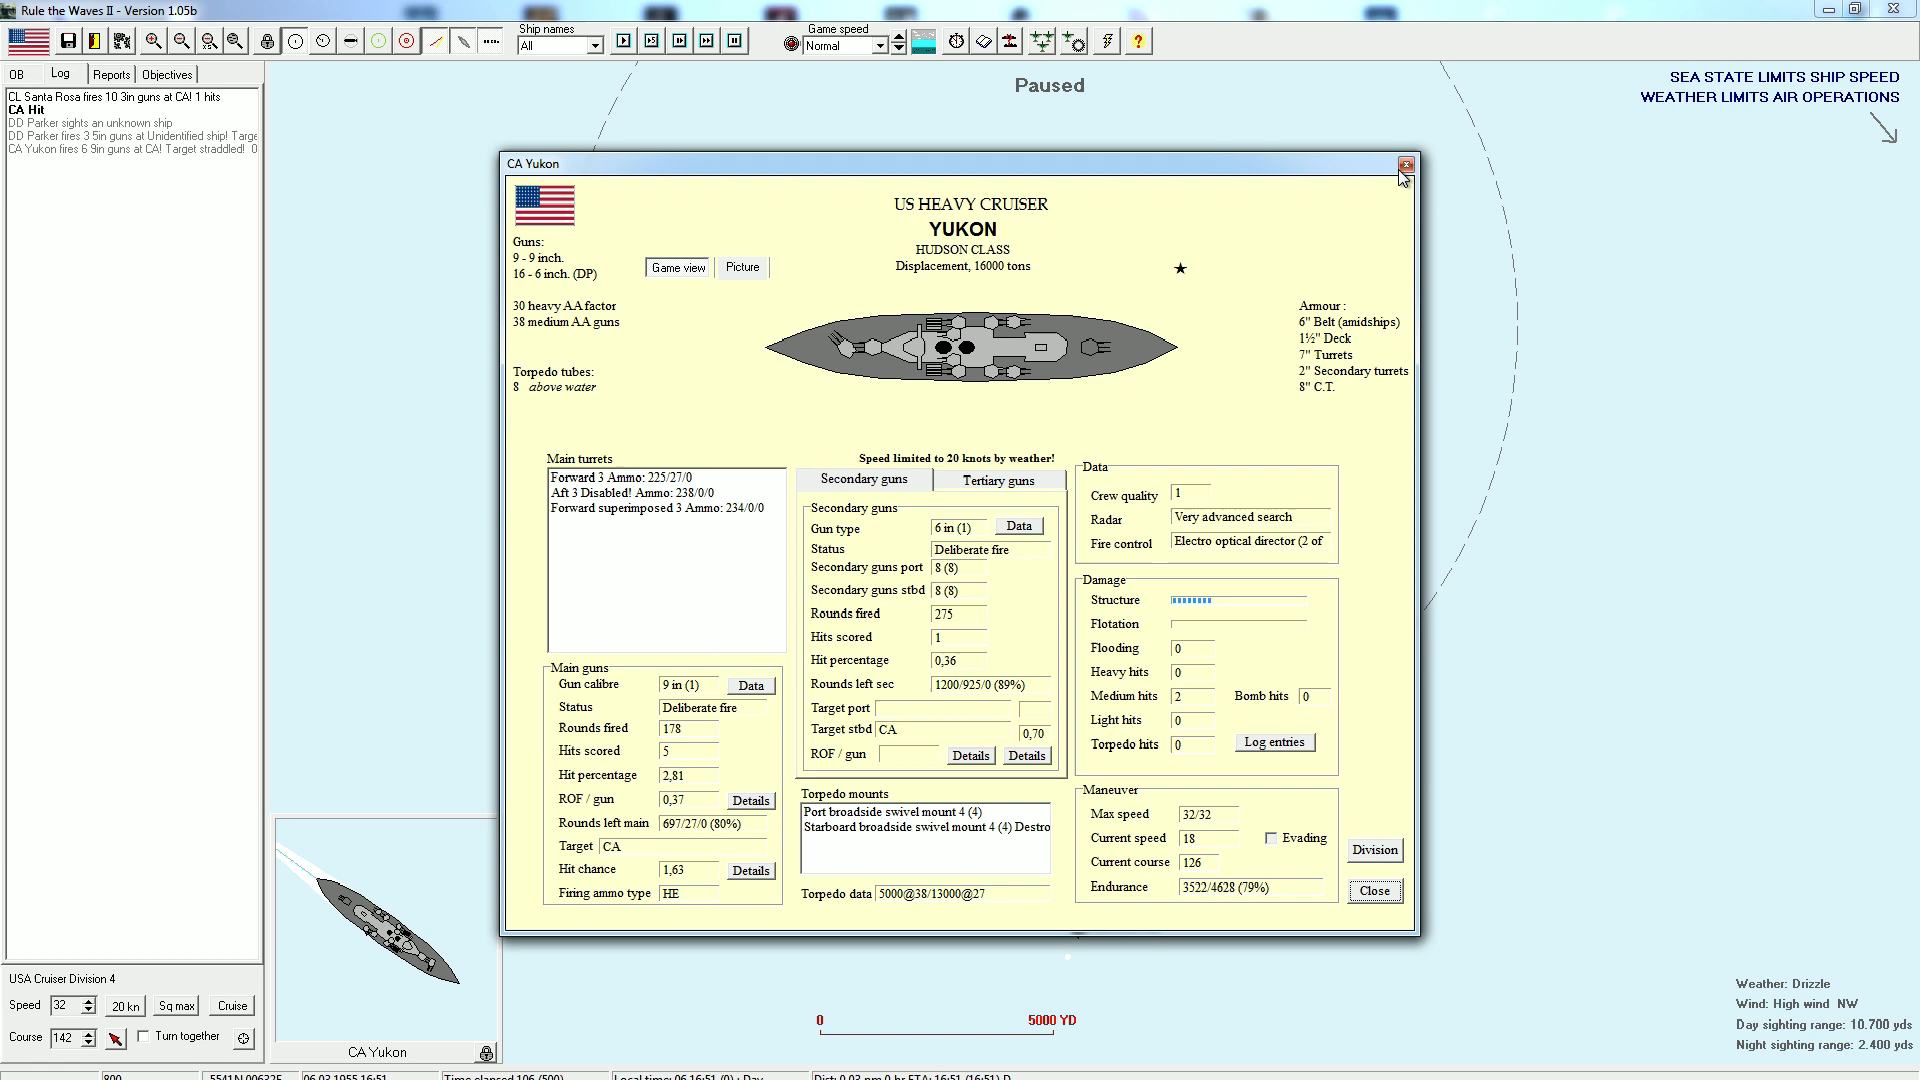 Rule the Waves II - Version 1.05b
Ship names
All
Game speed
Normal
OB
Log
Reports
Objectives
CL Santa Rosa fires 10 3in guns at CA! 1 hits
CA Hit
DD Parker sights an unknown ship
DD Parker fires 3 5in guns at Unidentified ship! Targe
CA Yukon fires 6 9in guns at CA! Target straddled! 0
Paused
SEA STATE LIMITS SHIP SPEED
WEATHER LIMITS AIR OPERATIONS
CA Yukon
US HEAVY CRUISER
YUKON
HUDSON CLASS
Displacement, 16000 tons
Guns:
9 - 9 inch.
16 - 6 inch. (DP)
Game view
Picture
30 heavy AA factor
38 medium AA guns
Torpedo tubes:
8 above water
Armour :
6" Belt (amidships)
1½" Deck
7" Turrets
2" Secondary turrets
8" C.T.
Main turrets
Forward 3 Ammo: 225/27/0
Aft 3 Disabled! Ammo: 238/0/0
Forward superimposed 3 Ammo: 234/0/0
Main guns
Gun calibre 9 in (1) Data
Status Deliberate fire
Rounds fired 178
Hits scored 5
Hit percentage 2,81
ROF / gun 0,37 Details
Rounds left main 697/27/0 (80%)
Target CA
Hit chance 1,63 Details
Firing ammo type HE
Speed limited to 20 knots by weather!
Secondary guns
Tertiary guns
Secondary guns
Gun type 6 in (1) Data
Status Deliberate fire
Secondary guns port 8 (8)
Secondary guns stbd 8 (8)
Rounds fired 275
Hits scored 1
Hit percentage 0,36
Rounds left sec 1200/925/0 (89%)
Target port
Target stbd CA 0,70
ROF / gun Details Details
Torpedo mounts
Port broadside swivel mount 4 (4)
Starboard broadside swivel mount 4 (4) Destro
Torpedo data 5000@38/13000@27
Data
Crew quality 1
Radar Very advanced search
Fire control Electro optical director (2 of
Damage
Structure
Flotation
Flooding 0
Heavy hits 0
Medium hits 2 Bomb hits 0
Light hits 0
Torpedo hits 0 Log entries
Maneuver
Max speed 32/32
Current speed 18 Evading
Current course 126
Endurance 3522/4628 (79%)
Division
Close
USA Cruiser Division 4
Speed 32 20 kn Sq max Cruise
Course 142 Turn together
CA Yukon
0 5000 YD
Weather: Drizzle
Wind: High wind NW
Day sighting range: 10.700 yds
Night sighting range: 2.400 yds